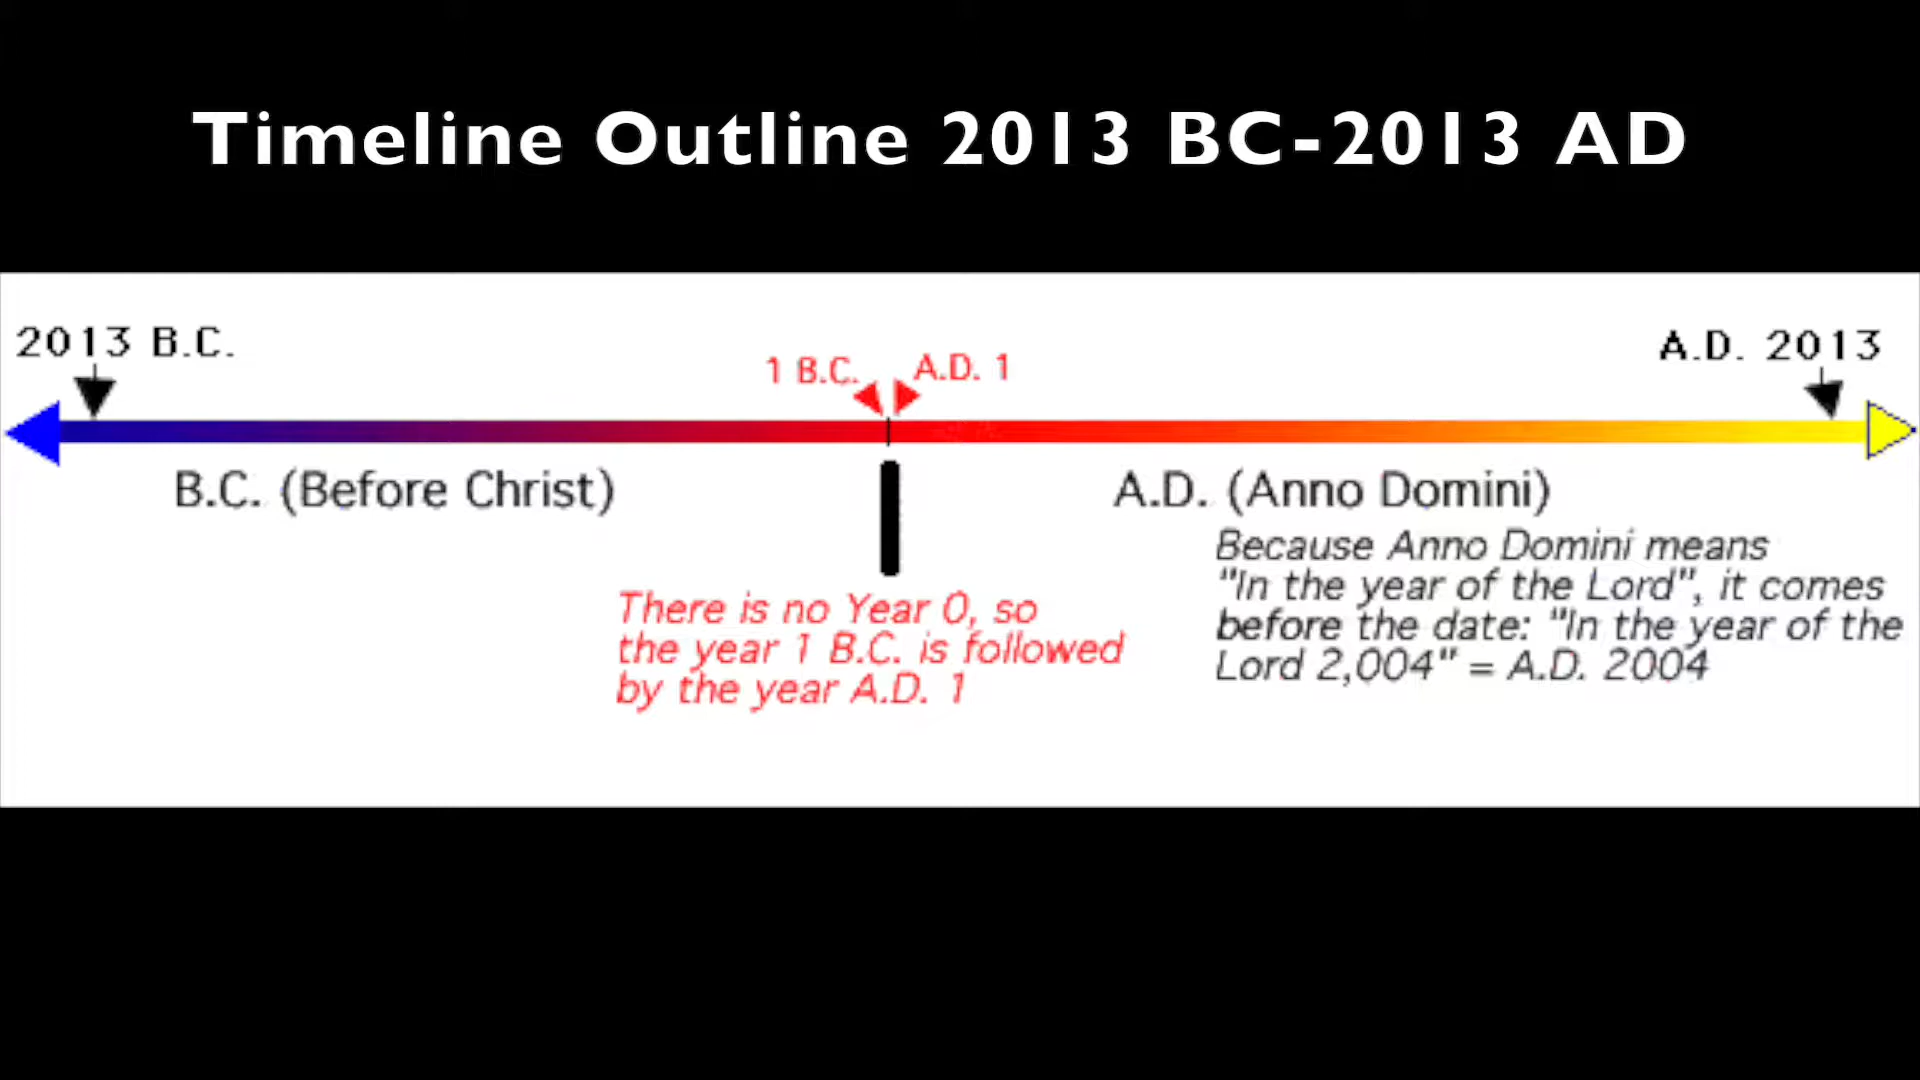 Timeline Outline 2013 BC-2013 AD
2013 B.C.
1 B.C.
A.D. 1
A.D. 2013
B.C. (Before Christ)
A.D. (Anno Domini)
There is no Year 0, so
the year 1 B.C. is followed
by the year A.D. 1
Because Anno Domini means
"In the year of the Lord", it comes
before the date: "In the year of the
Lord 2,004" = A.D. 2004